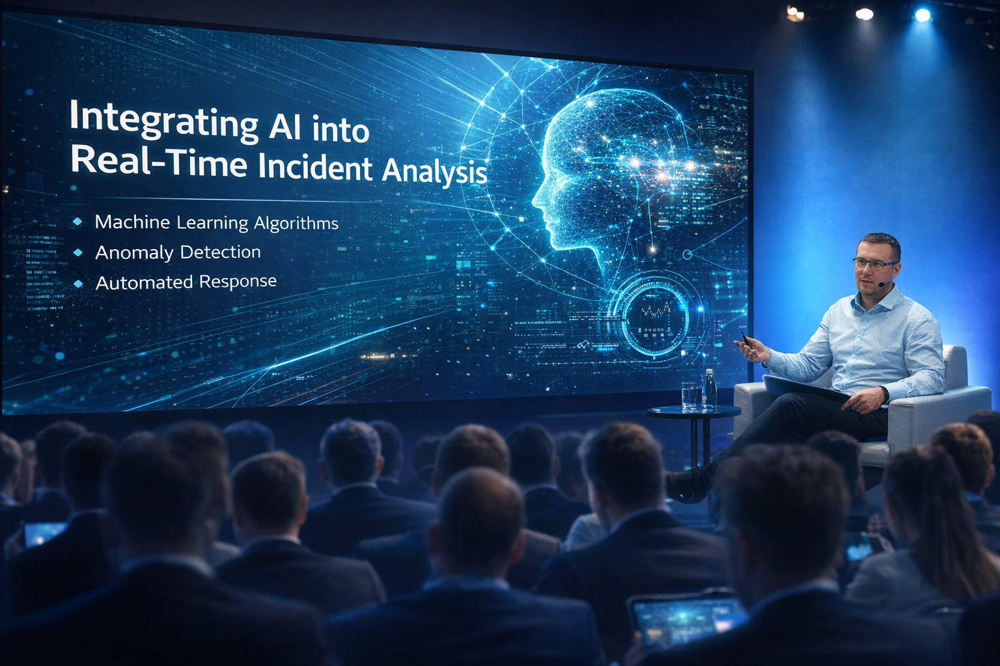 Integrating AI into
Real-Time Incident Analysis
Machine Learning Algorithms
Anomaly Detection
Automated Response